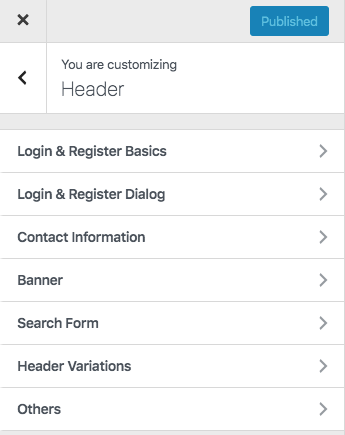 Published
You are customizing
Header
Login & Register Basics
Login & Register Dialog
Contact Information
Banner
Search Form
Header Variations
Others